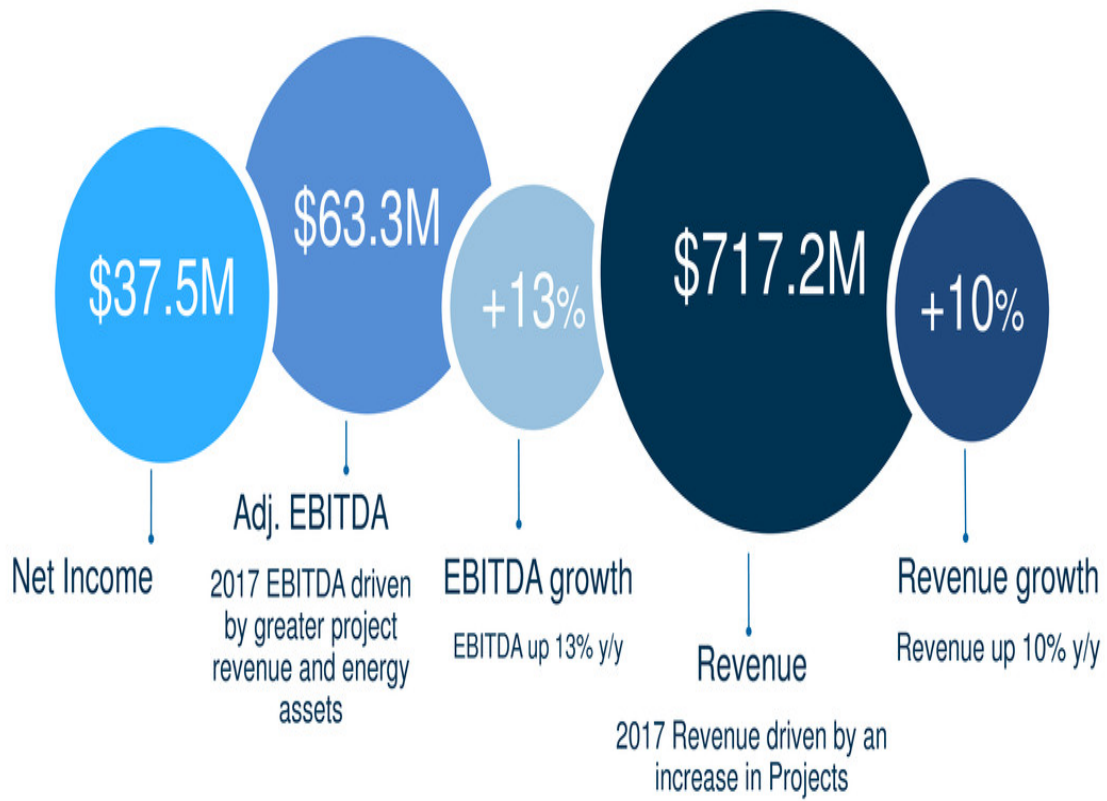 $37.5M
Net Income
$63.3M
Adj. EBITDA
2017 EBITDA driven
by greater project
revenue and energy
assets
+13%
EBITDA growth
EBITDA up 13% y/y
$717.2M
Revenue
2017 Revenue driven by an
increase in Projects
+10%
Revenue growth
Revenue up 10% y/y